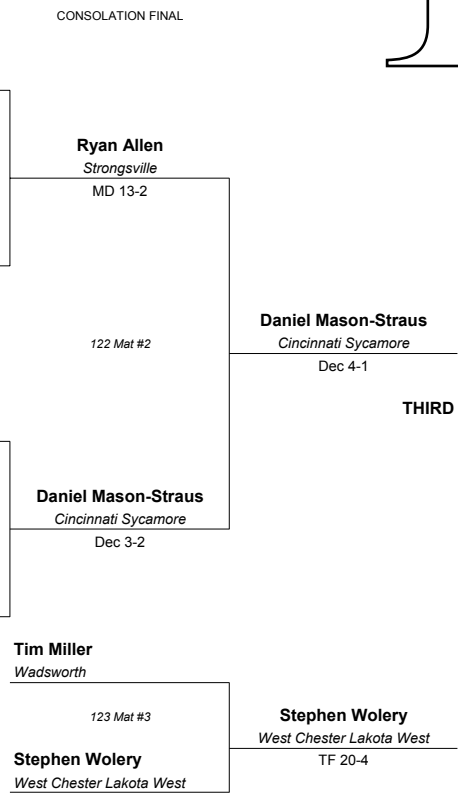 CONSOLATION FINAL
Ryan Allen
Strongsville
MD 13-2
122 Mat #2
Daniel Mason-Straus
Cincinnati Sycamore
Dec 4-1
THIRD
Daniel Mason-Straus
Cincinnati Sycamore
Dec 3-2
Tim Miller
Wadsworth
123 Mat #3
Stephen Wolery
West Chester Lakota West
TF 20-4
Stephen Wolery
West Chester Lakota West